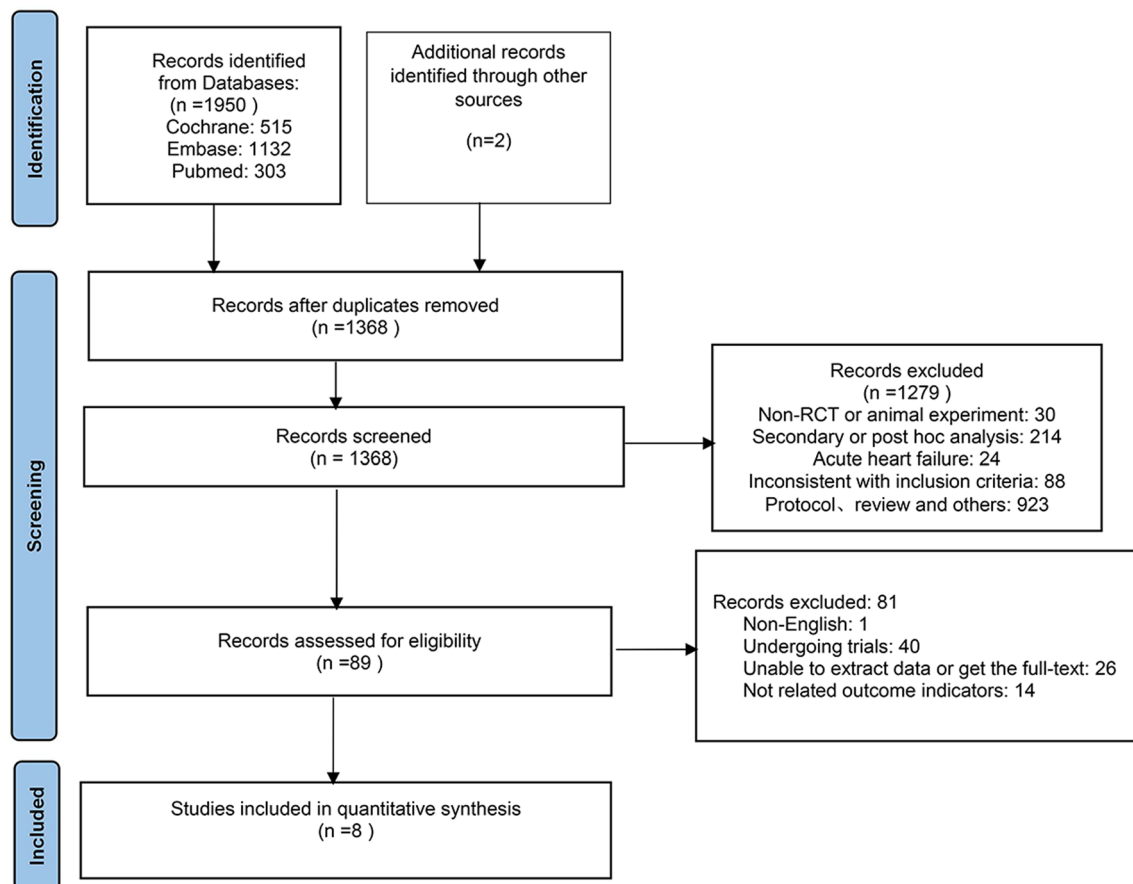 Identification
Records identified
from Databases:
(n =1950 )
Cochrane: 515
Embase: 1132
Pubmed: 303
Additional records
identified through other
sources
(n=2)
Screening
Records after duplicates removed
(n =1368 )
Records screened
(n = 1368)
Records excluded
(n =1279 )
Non-RCT or animal experiment: 30
Secondary or post hoc analysis: 214
Acute heart failure: 24
Inconsistent with inclusion criteria: 88
Protocol、review and others: 923
Records assessed for eligibility
(n =89 )
Records excluded: 81
Non-English: 1
Undergoing trials: 40
Unable to extract data or get the full-text: 26
Not related outcome indicators: 14
Included
Studies included in quantitative synthesis
(n =8 )